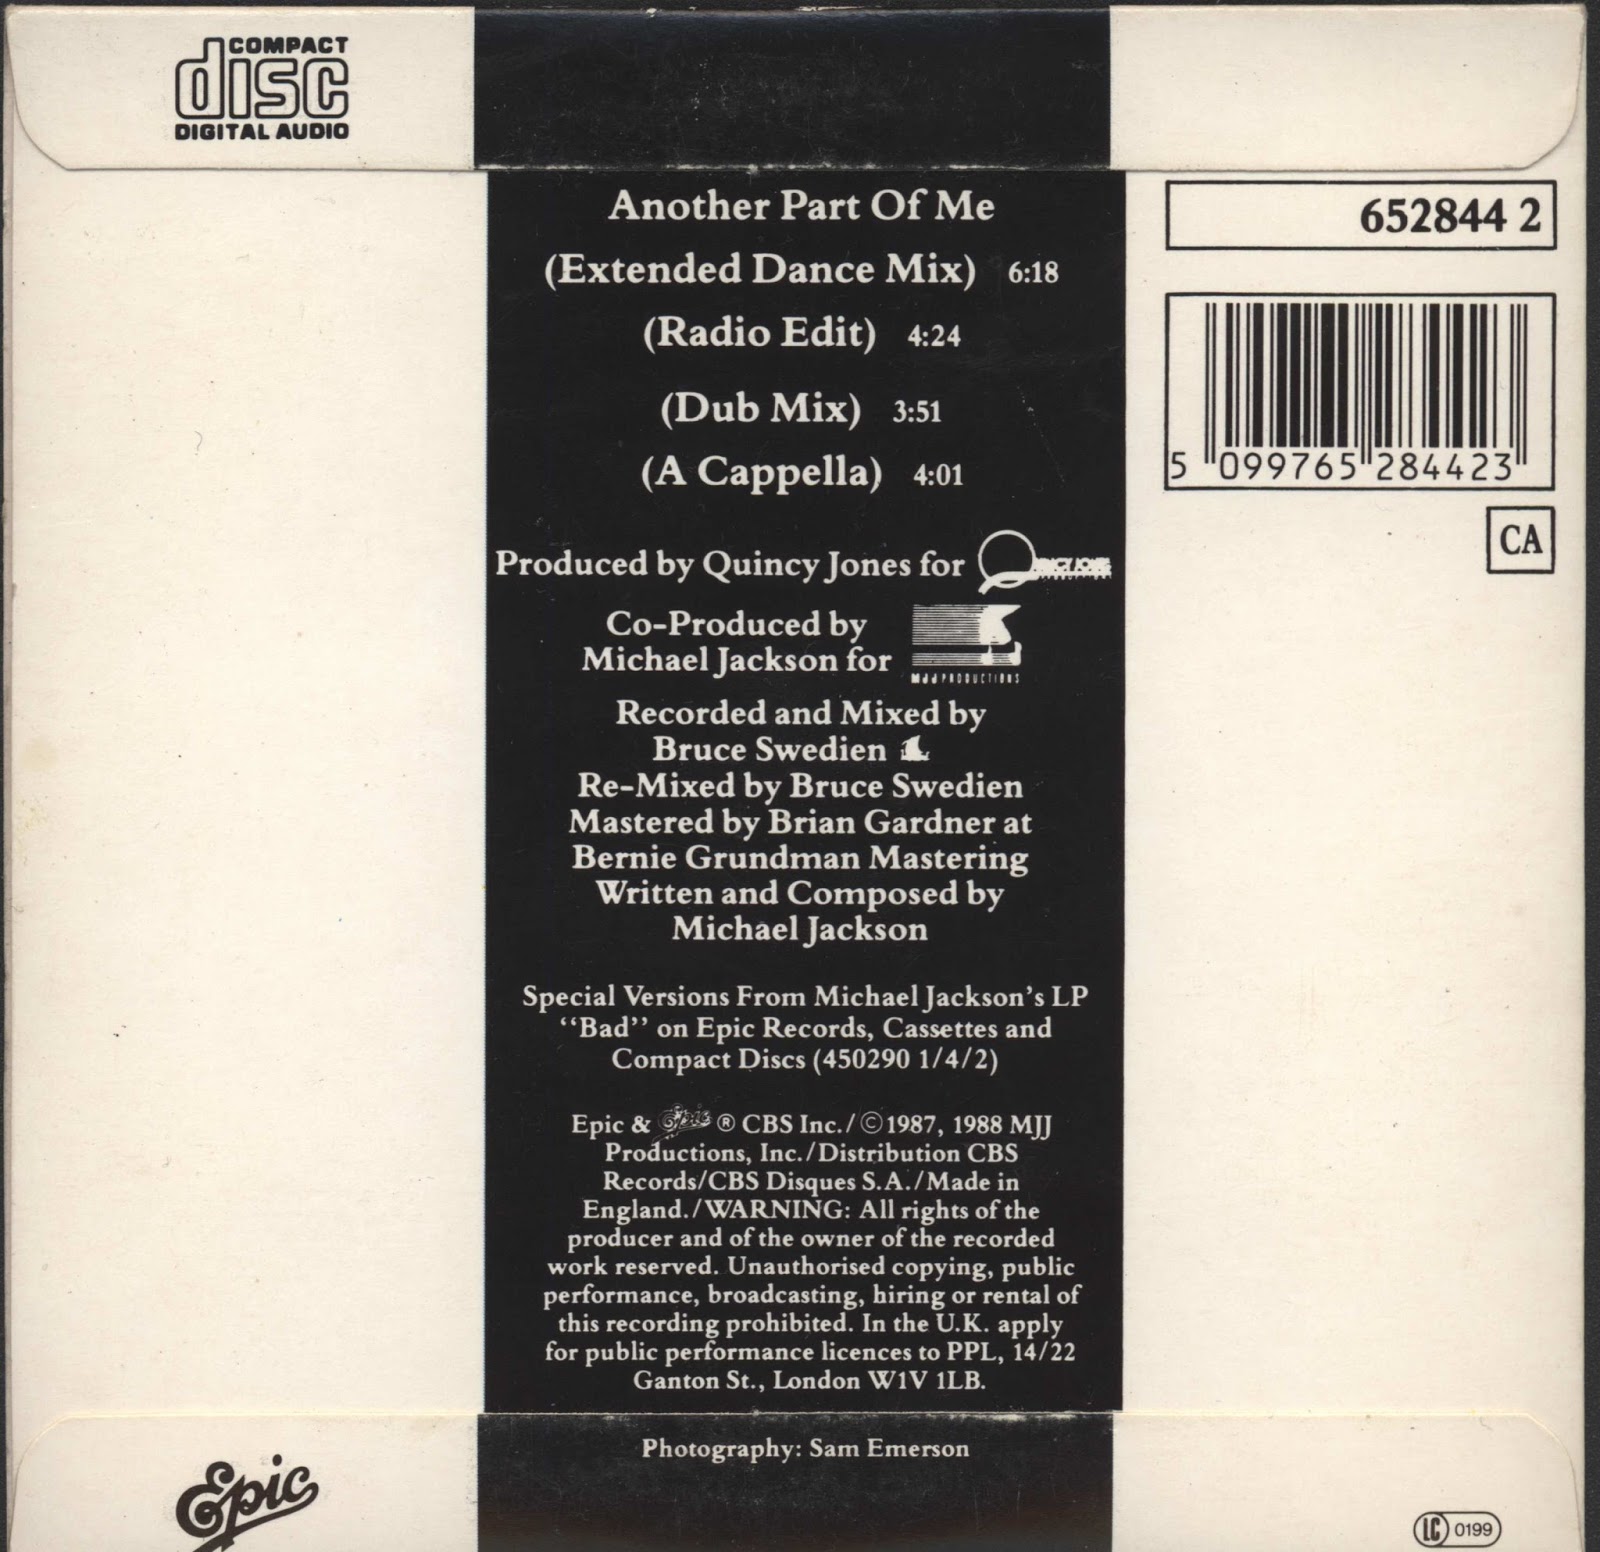 COMPACT
disc
DIGITAL AUDIO
Another Part Of Me
(Extended Dance Mix) 6:18
(Radio Edit) 4:24
(Dub Mix) 3:51
(A Cappella) 4:01
652844 2
5 099765 284423
CA
Produced by Quincy Jones for QUINCY JONES
Co-Produced by
Michael Jackson for
MJJ PRODUCTIONS
Recorded and Mixed by
Bruce Swedien
Re-Mixed by Bruce Swedien
Mastered by Brian Gardner at
Bernie Grundman Mastering
Written and Composed by
Michael Jackson
Special Versions From Michael Jackson's LP
“Bad” on Epic Records, Cassettes and
Compact Discs (450290 1/4/2)
Epic & Epic ® CBS Inc./©1987, 1988 MJJ
Productions, Inc./Distribution CBS
Records/CBS Disques S.A./Made in
England./WARNING: All rights of the
producer and of the owner of the recorded
work reserved. Unauthorised copying, public
performance, broadcasting, hiring or rental of
this recording prohibited. In the U.K. apply
for public performance licences to PPL, 14/22
Ganton St., London W1V 1LB.
Photography: Sam Emerson
Epic
LC 0199